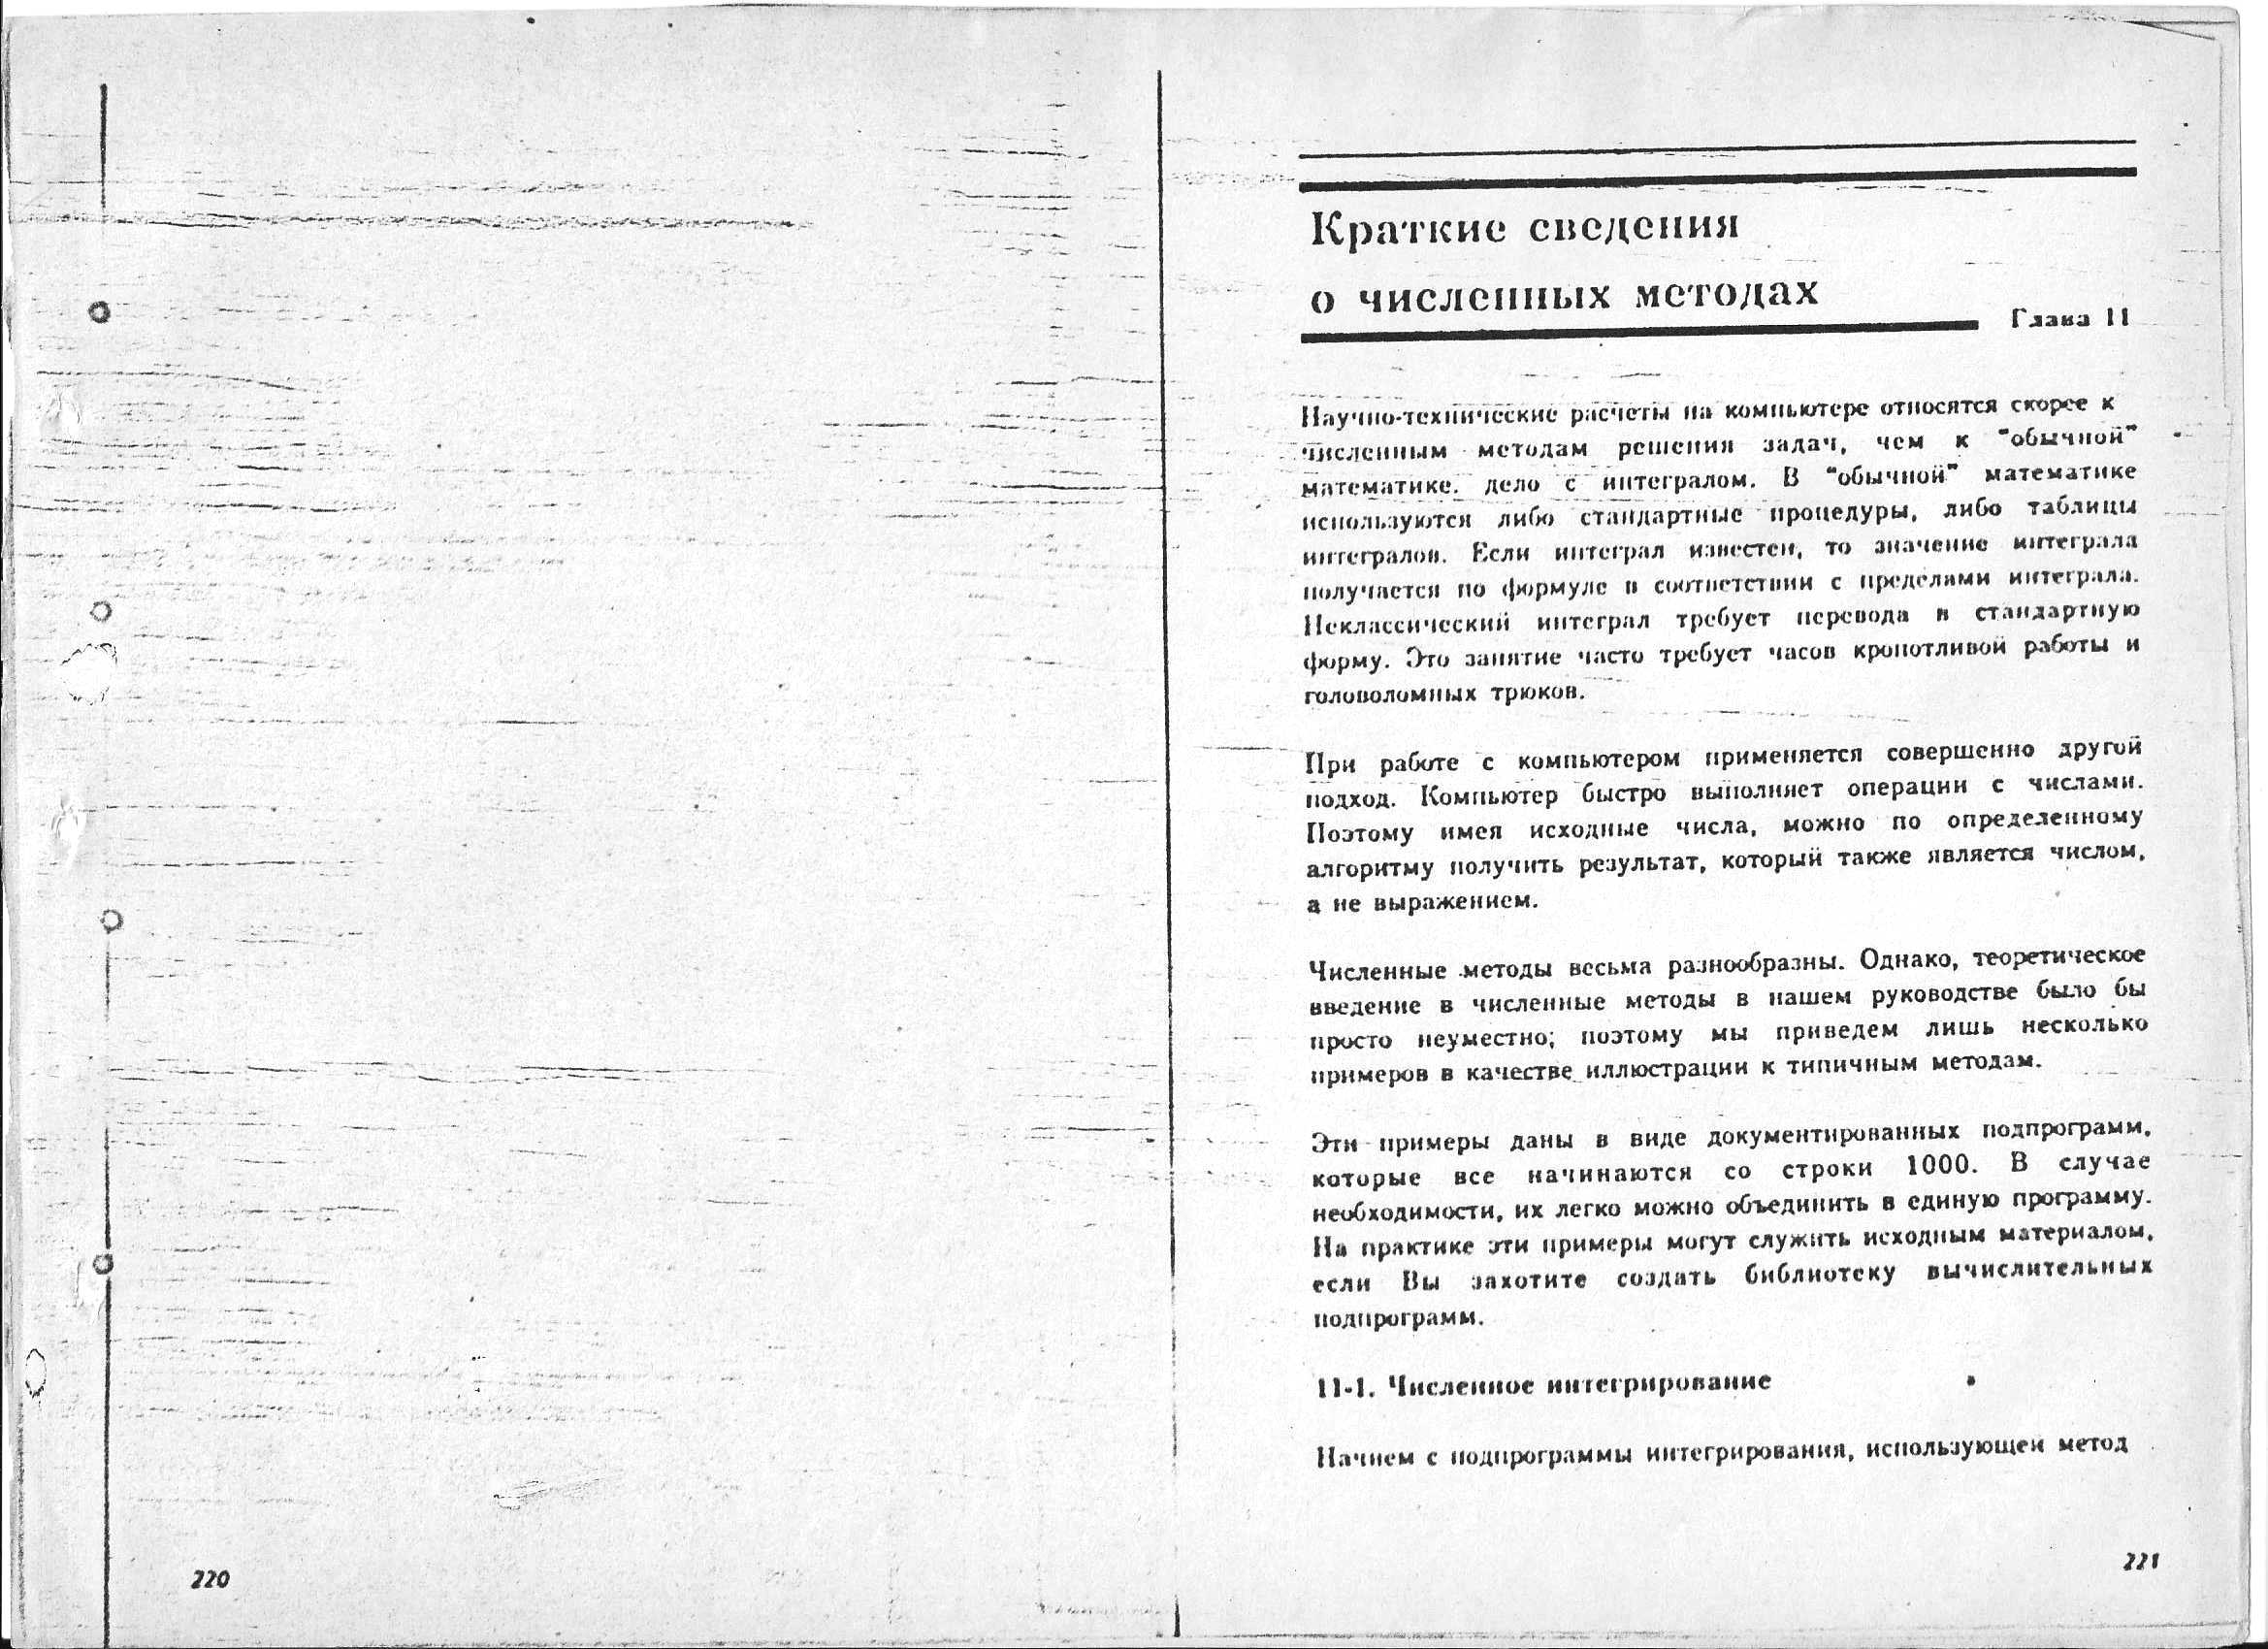 220
Краткие сведения
о численных методах
Глава 11
Научно-технические расчеты на компьютере относятся скорее к
численным методам решения задач, чем к "обычной"
математике. дело с интегралом. В "обычной" математике
используются либо стандартные процедуры, либо таблицы
интегралов. Если интеграл известен, то значение интеграла
получается по формуле в соответствии с пределами интеграла.
Неклассический интеграл требует перевода в стандартную
форму. Это занятие часто требует часов кропотливой работы и
головоломных трюков.
При работе с компьютером применяется совершенно другой
подход. Компьютер быстро выполняет операции с числами.
Поэтому имея исходные числа, можно по определенному
алгоритму получить результат, который также является числом,
а не выражением.
Численные методы весьма разнообразны. Однако, теоретическое
введение в численные методы в нашем руководстве было бы
просто неуместно; поэтому мы приведем лишь несколько
примеров в качестве иллюстрации к типичным методам.
Эти примеры даны в виде документированных подпрограмм,
которые все начинаются со строки 1000. В случае
необходимости, их легко можно объединить в единую программу.
На практике эти примеры могут служить исходным материалом,
если Вы захотите создать библиотеку вычислительных
подпрограмм.
11-1. Численное интегрирование
Начнем с подпрограммы интегрирования, использующей метод
221